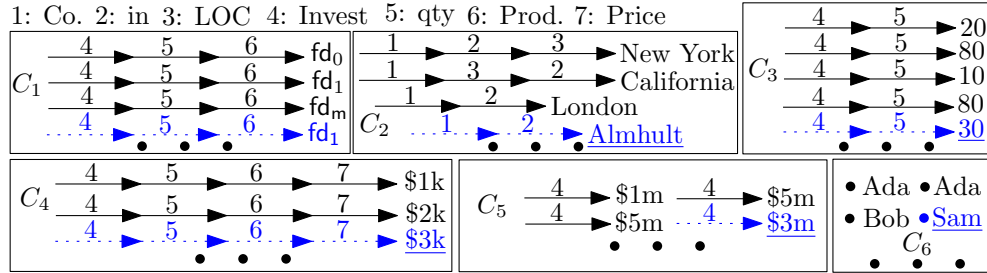 1: Co. 2: in 3: LOC 4: Invest 5: qty 6: Prod. 7: Price
C1
4 5 6 fd0
4 5 6 fd1
4 5 6 fdm
4 5 6 fd1
C2
1 2 3 New York
1 3 2 California
1 2 London
1 2 Almhult
C3
4 5 20
4 5 80
4 5 10
4 5 80
4 5 30
C4
4 5 6 7 $1k
4 5 6 7 $2k
4 5 6 7 $3k
C5
4 $1m 4 $5m
4 $5m 4 $3m
Ada Ada
Bob Sam
C6